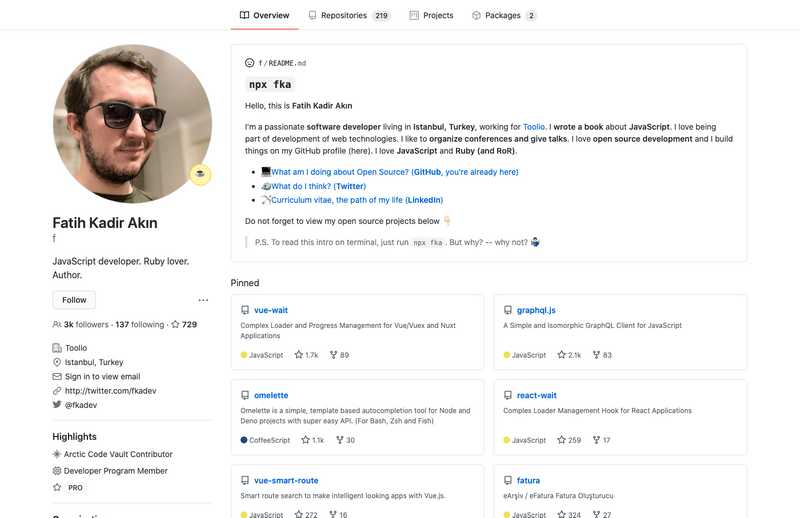 Overview Repositories 219 Projects Packages 2
Fatih Kadir Akın
f
JavaScript developer. Ruby lover.
Author.
Follow ...
3k followers · 137 following · 729
Toolio
Istanbul, Turkey
Sign in to view email
http://twitter.com/fkadev
@fkadev
Highlights
Arctic Code Vault Contributor
Developer Program Member
PRO
f/README.md
npx fka
Hello, this is Fatih Kadir Akın
I'm a passionate software developer living in Istanbul, Turkey, working for Toolio. I wrote a book about JavaScript. I love being
part of development of web technologies. I like to organize conferences and give talks. I love open source development and I build
things on my GitHub profile (here). I love JavaScript and Ruby (and RoR).
What am I doing about Open Source? (GitHub, you're already here)
What do I think? (Twitter)
Curriculum vitae, the path of my life (LinkedIn)
Do not forget to view my open source projects below
P.S. To read this intro on terminal, just run npx fka. But why? -- why not?
Pinned
vue-wait
Complex Loader and Progress Management for Vue/Vuex and Nuxt
Applications
JavaScript 1.7k 89
graphql.js
A Simple and Isomorphic GraphQL Client for JavaScript
JavaScript 2.1k 83
omelette
Omelette is a simple, template based autocompletion tool for Node and
Deno projects with super easy API. (For Bash, Zsh and Fish)
CoffeeScript 1.1k 30
react-wait
Complex Loader Management Hook for React Applications
JavaScript 259 17
vue-smart-route
Smart route search to make intelligent looking apps with Vue.js.
JavaScript 272 16
fatura
eArşiv / eFatura Fatura Oluşturucu
JavaScript 324 27